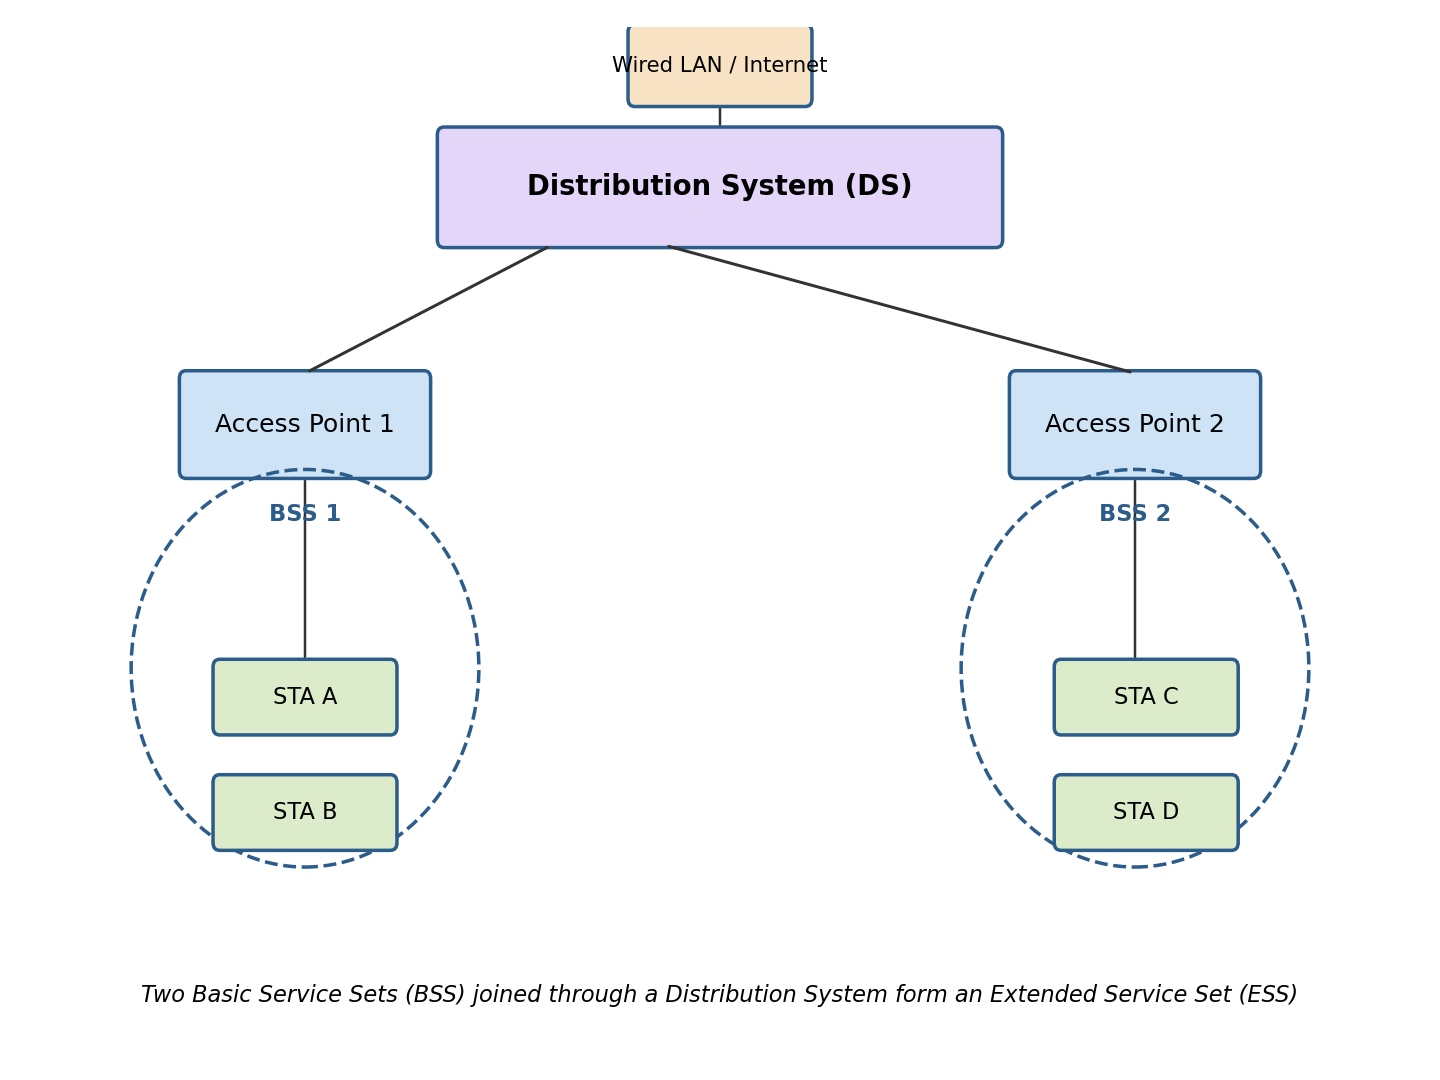 Wired LAN / Internet
Distribution System (DS)
Access Point 1
Access Point 2
BSS 1
BSS 2
STA A
STA C
STA B
STA D
Two Basic Service Sets (BSS) joined through a Distribution System form an Extended Service Set (ESS)